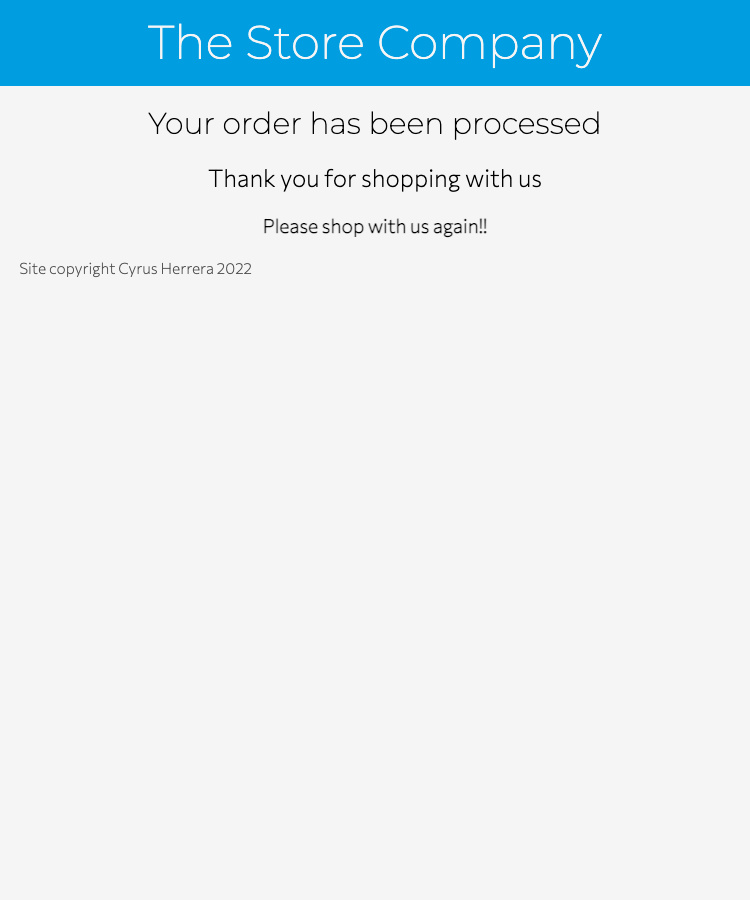 The Store Company
Your order has been processed
Thank you for shopping with us
Please shop with us again!!
Site copyright Cyrus Herrera 2022